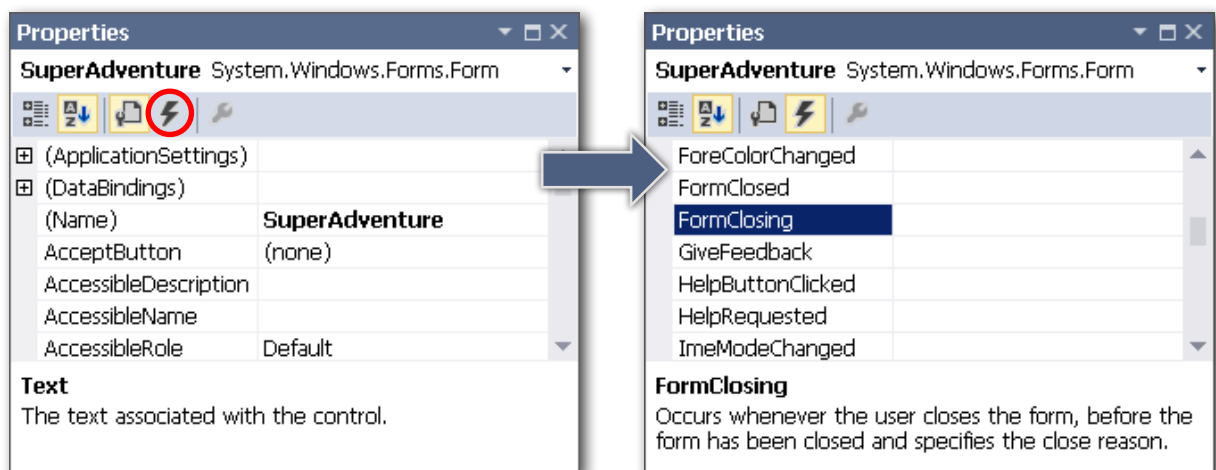 Properties
SuperAdventure System.Windows.Forms.Form
(ApplicationSettings)
(DataBindings)
(Name) SuperAdventure
AcceptButton (none)
AccessibleDescription
AccessibleName
AccessibleRole Default
Text
The text associated with the control.
Properties
SuperAdventure System.Windows.Forms.Form
ForeColorChanged
FormClosed
FormClosing
GiveFeedback
HelpButtonClicked
HelpRequested
ImeModeChanged
FormClosing
Occurs whenever the user closes the form, before the
form has been closed and specifies the close reason.